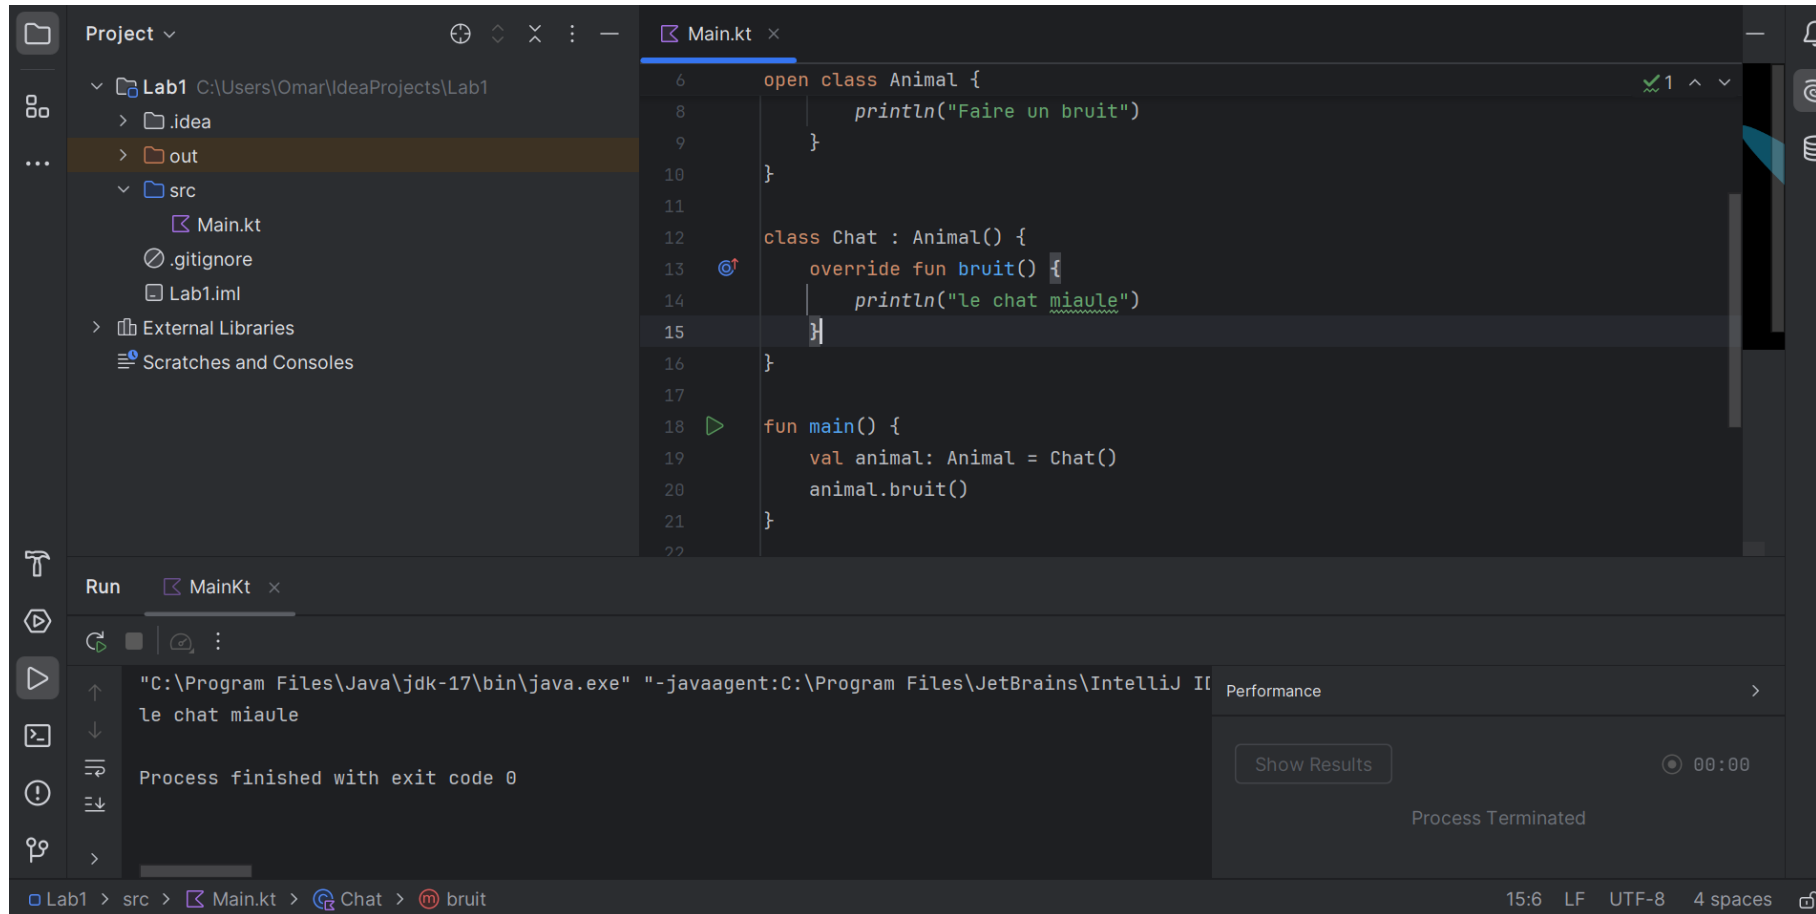 Project
Main.kt
Lab1 C:\Users\Omar\IdeaProjects\Lab1
.idea
out
src
Main.kt
.gitignore
Lab1.iml
External Libraries
Scratches and Consoles
6 open class Animal {
1
8 println("Faire un bruit")
9 }
10 }
11
12 class Chat : Animal() {
13 override fun bruit() {
14 println("le chat miaule")
15 }
16 }
17
18 fun main() {
19 val animal: Animal = Chat()
20 animal.bruit()
21 }
22
Run MainKt
"C:\Program Files\Java\jdk-17\bin\java.exe" "-javaagent:C:\Program Files\JetBrains\IntelliJ ID
le chat miaule
Process finished with exit code 0
Performance
Show Results 00:00
Process Terminated
Lab1 > src > Main.kt > Chat > bruit
15:6 LF UTF-8 4 spaces